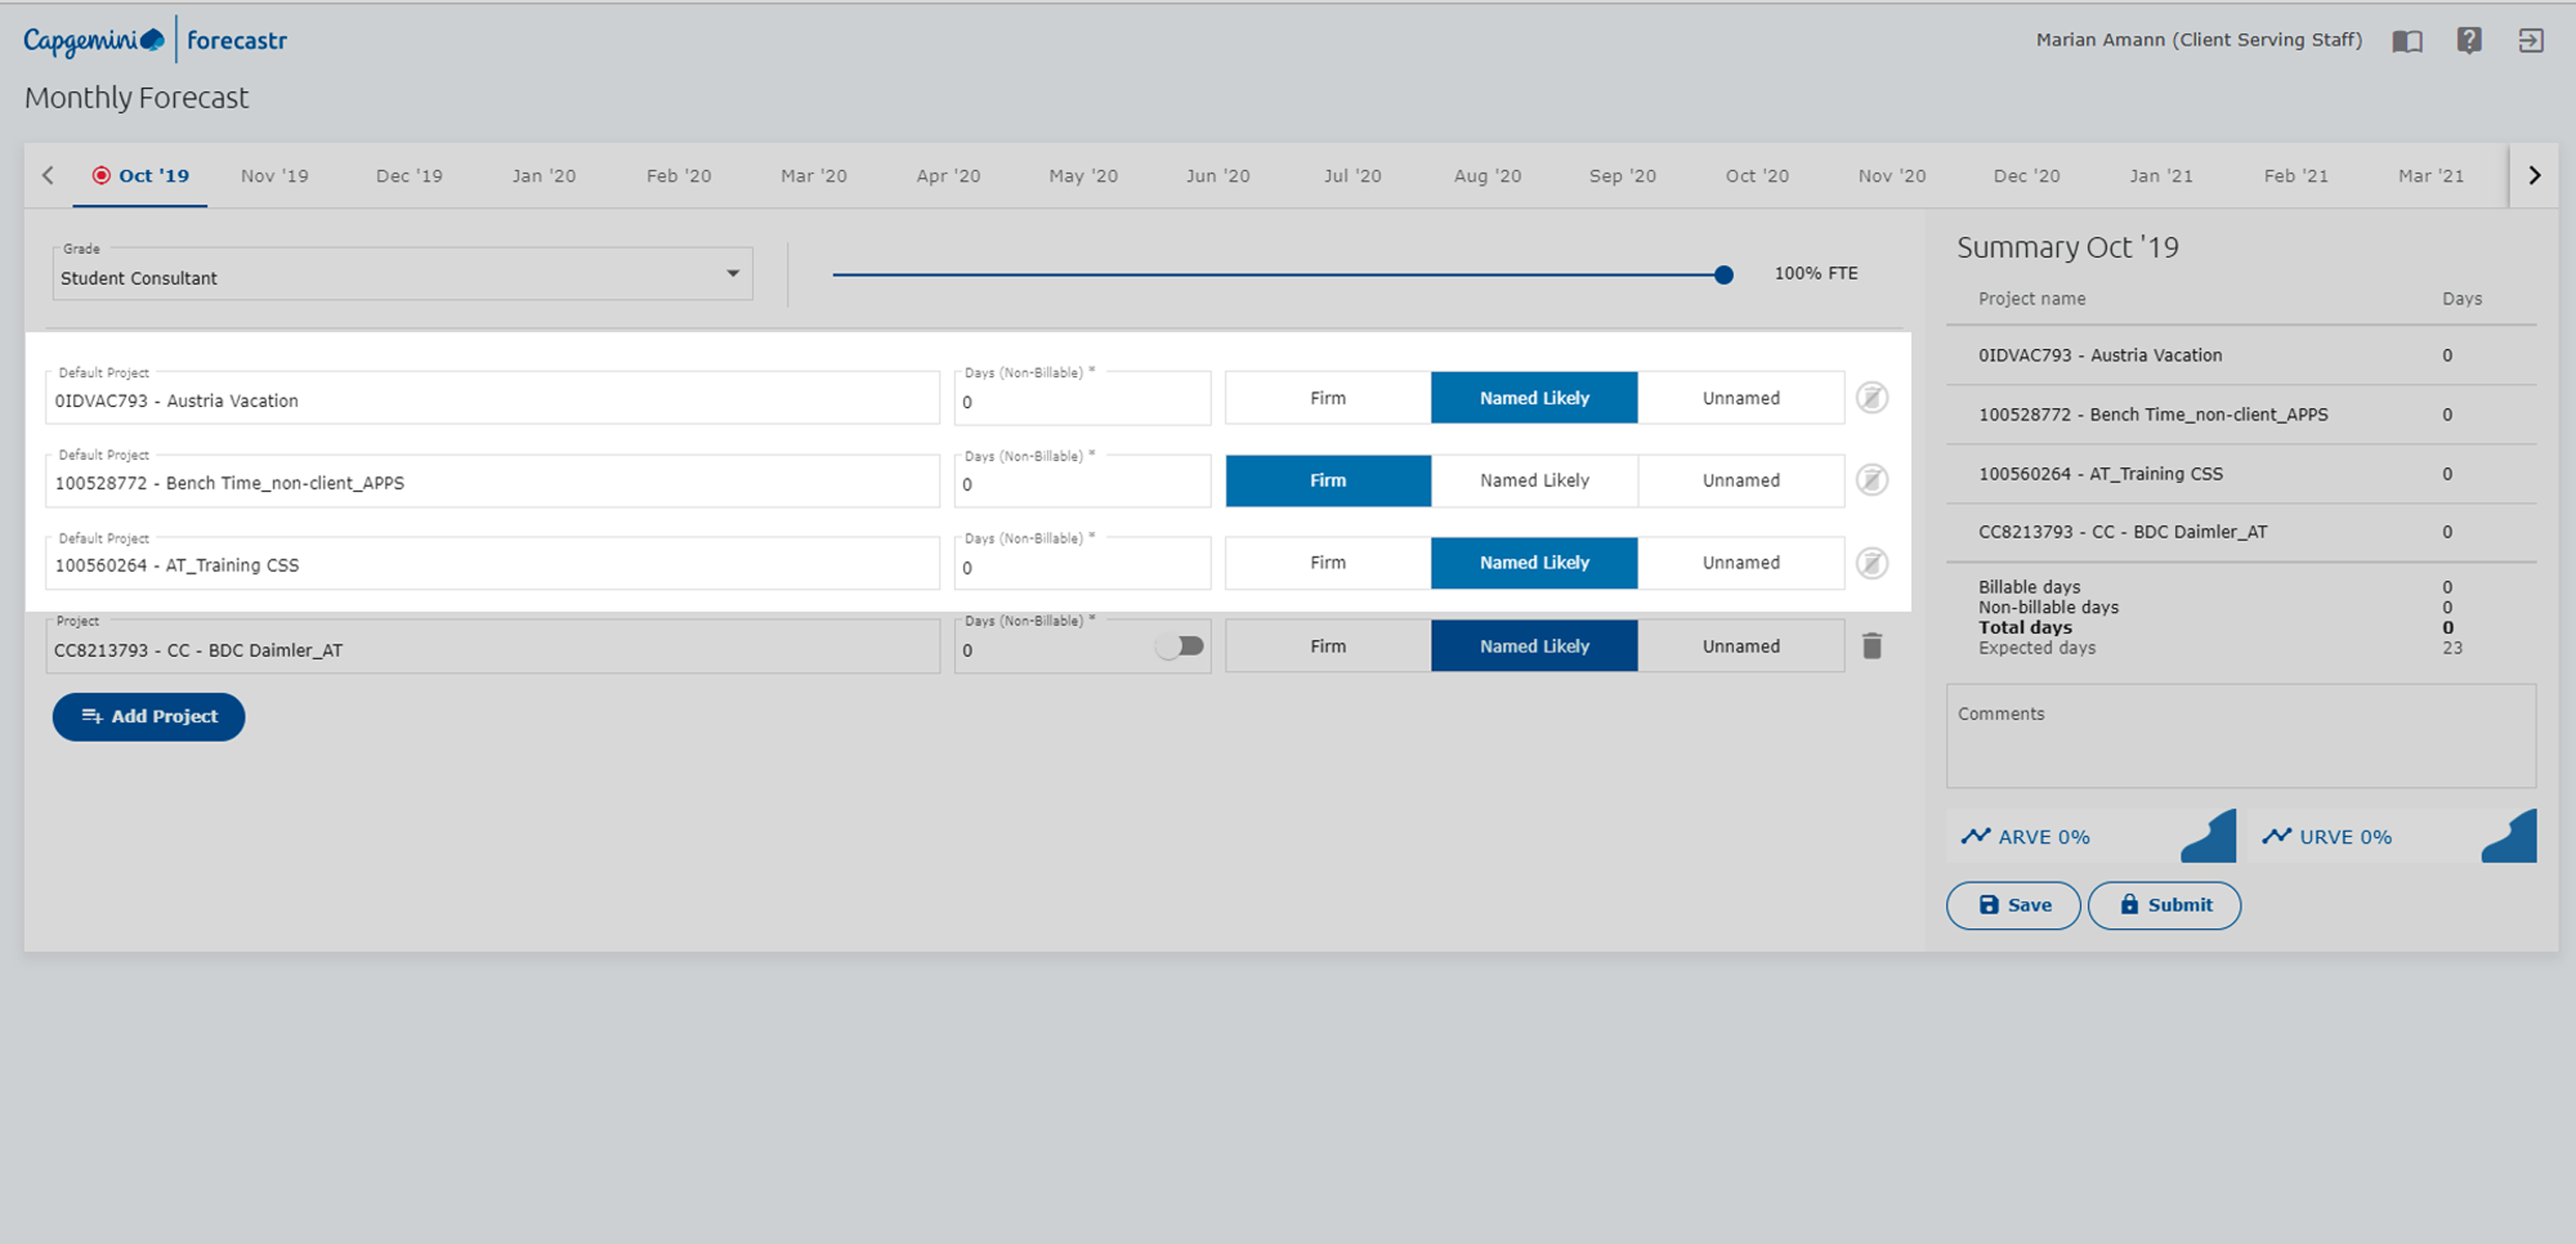 Capgemini forecastr
Marian Amann (Client Serving Staff)
Monthly Forecast
Oct '19 Nov '19 Dec '19 Jan '20 Feb '20 Mar '20 Apr '20 May '20 Jun '20 Jul '20 Aug '20 Sep '20 Oct '20 Nov '20 Dec '20 Jan '21 Feb '21 Mar '21
Grade
Student Consultant
100% FTE
Default Project
0IDVAC793 - Austria Vacation
Days (Non-Billable) *
0
Firm Named Likely Unnamed
Default Project
100528772 - Bench Time_non-client_APPS
Days (Non-Billable) *
0
Firm Named Likely Unnamed
Default Project
100560264 - AT_Training CSS
Days (Non-Billable) *
0
Firm Named Likely Unnamed
Project
CC8213793 - CC - BDC Daimler_AT
Days (Non-Billable) *
0
Firm Named Likely Unnamed
Add Project
Summary Oct '19
Project name Days
0IDVAC793 - Austria Vacation 0
100528772 - Bench Time_non-client_APPS 0
100560264 - AT_Training CSS 0
CC8213793 - CC - BDC Daimler_AT 0
Billable days 0
Non-billable days 0
Total days 0
Expected days 23
Comments
ARVE 0% URVE 0%
Save Submit